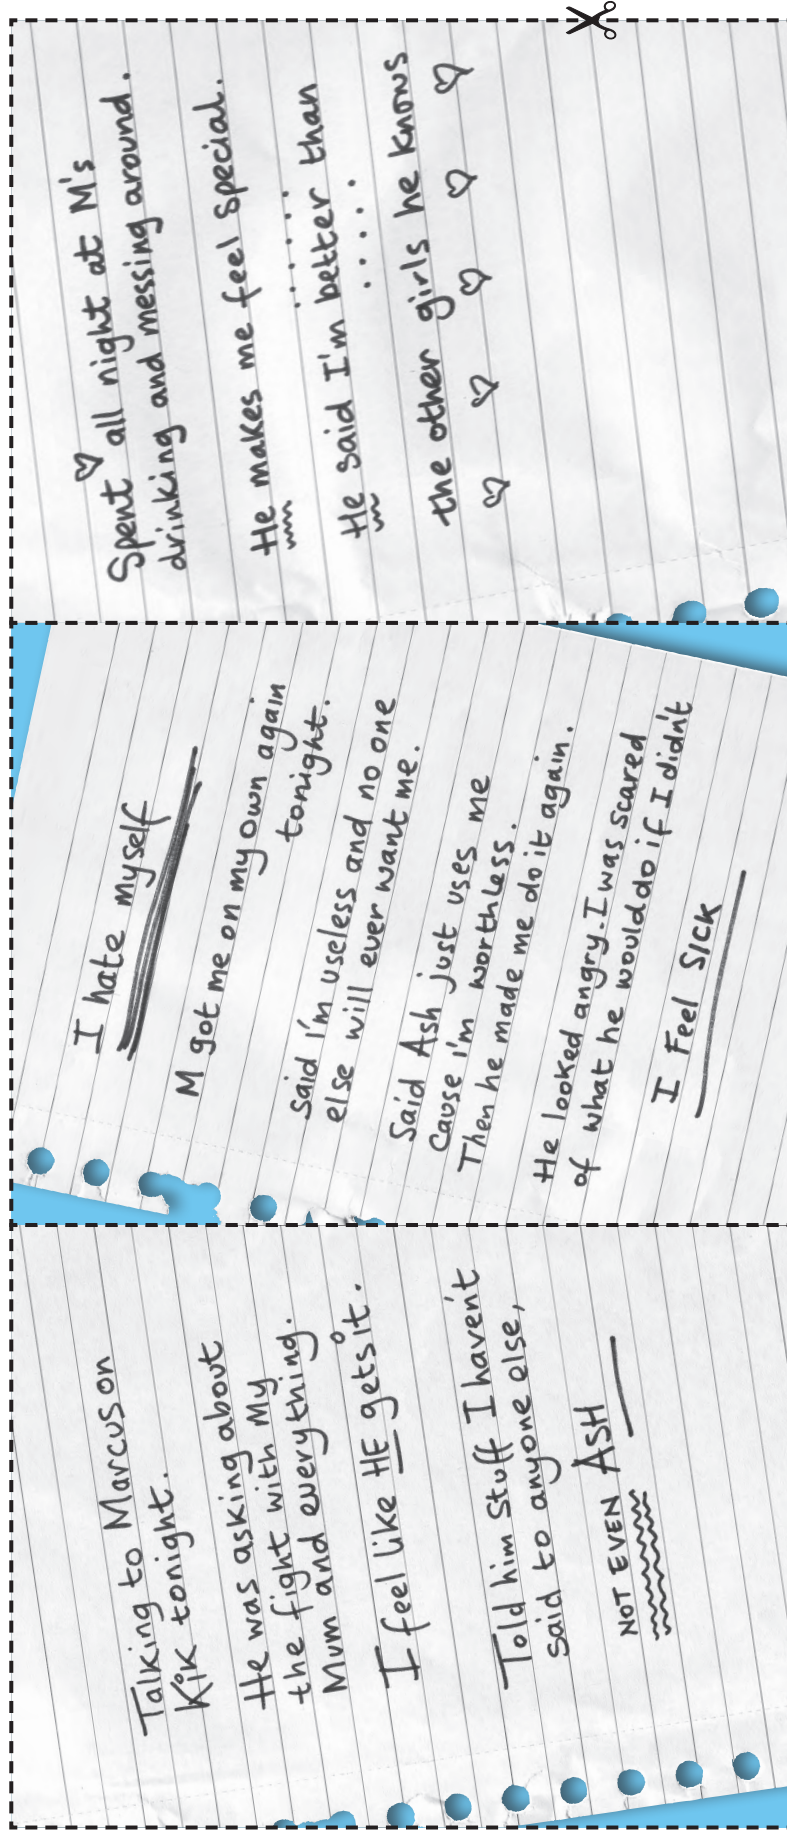 Spent all night at M's
drinking and messing around.
He makes me feel special.
He said I'm better than
the other girls he knows
I hate myself
M got me on my own again
tonight.
said i'm useless and no one
else will ever want me.
Said Ash just uses me
Cause i'm worthless.
Then he made me do it again.
He looked angry. I was scared
of what he would do if I didn't
I Feel SICK
Talking to Marcus on
Kik tonight.
He was asking about
the fight with My
Mum and everything.
I feel like HE gets it.
Told him Stuff I haven't
said to anyone else,
NOT EVEN ASH